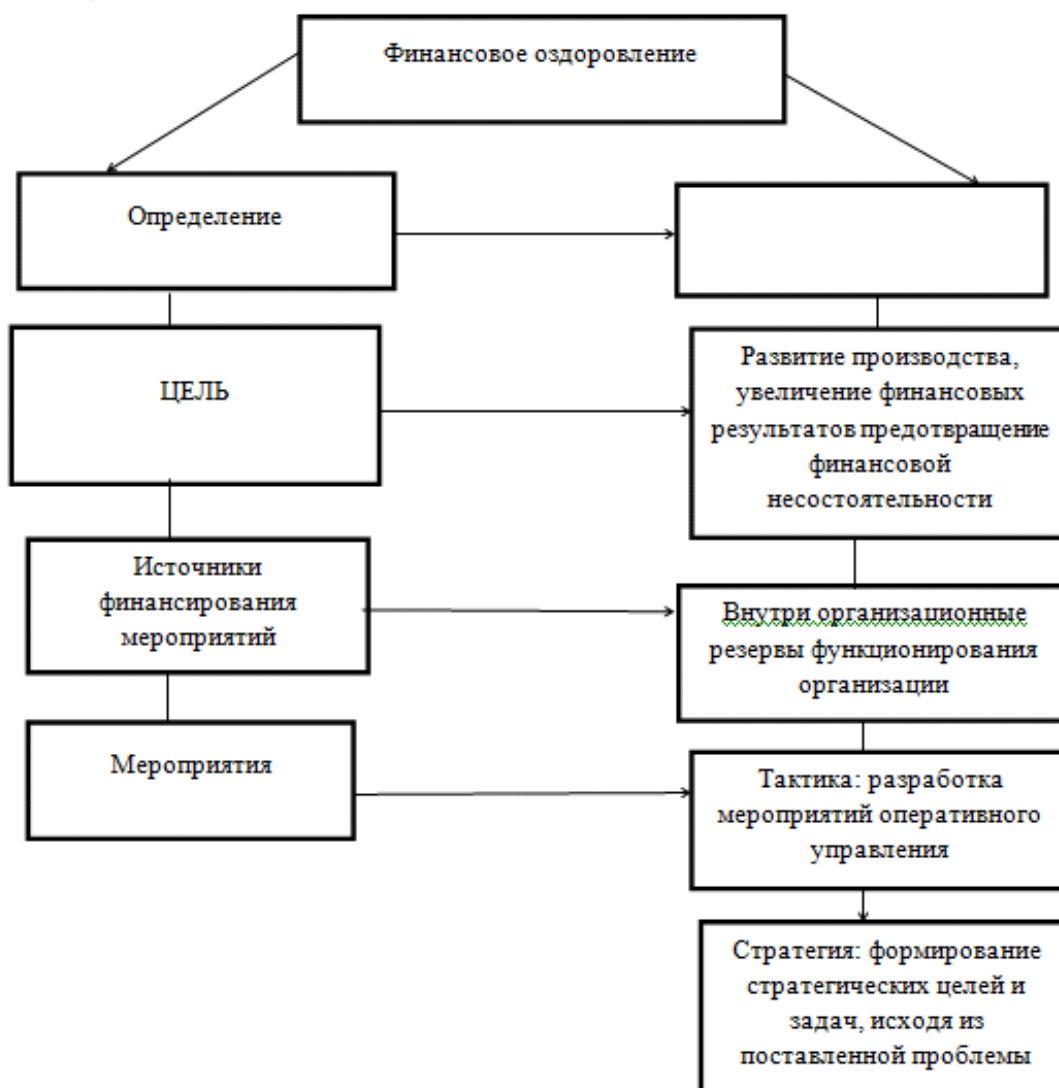 Финансовое оздоровление
Определение
ЦЕЛЬ
Развитие производства,
увеличение финансовых
результатов предотвращение
финансовой
несостоятельности
Источники
финансирования
мероприятий
Внутри организационные
резервы функционирования
организации
Мероприятия
Тактика: разработка
мероприятий оперативного
управления
Стратегия: формирование
стратегических целей и
задач, исходя из
поставленной проблемы